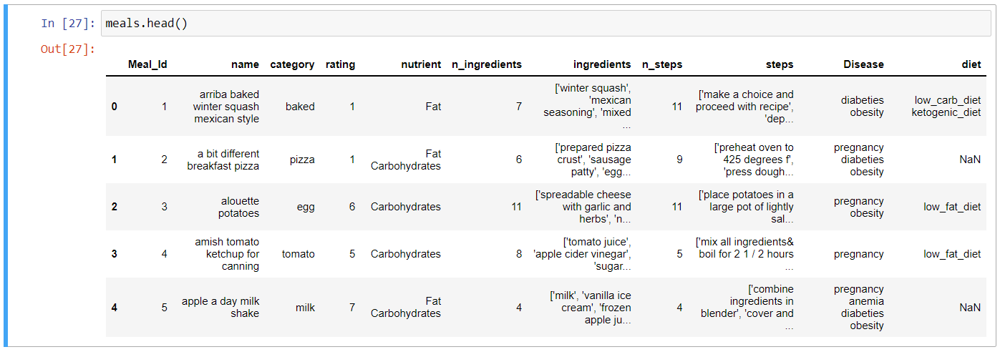 In [27]: meals.head()
Out[27]:
Meal_Id name category rating nutrient n_ingredients ingredients n_steps steps Disease diet
0 1 arriba baked winter squash mexican style baked 1 Fat 7 ['winter squash', 'mexican seasoning', 'mixed ... 11 ['make a choice and proceed with recipe', 'dep... diabeties obesity low_carb_diet ketogenic_diet
1 2 a bit different breakfast pizza pizza 1 Fat Carbohydrates 6 ['prepared pizza crust', 'sausage patty', 'egg... 9 ['preheat oven to 425 degrees f', 'press dough... pregnancy diabeties obesity NaN
2 3 alouette potatoes egg 6 Carbohydrates 11 ['spreadable cheese with garlic and herbs', 'n... 11 ['place potatoes in a large pot of lightly sal... pregnancy obesity low_fat_diet
3 4 amish tomato ketchup for canning tomato 5 Carbohydrates 8 ['tomato juice', 'apple cider vinegar', 'sugar... 5 ['mix all ingredients& boil for 2 1 / 2 hours ... pregnancy low_fat_diet
4 5 apple a day milk shake milk 7 Fat Carbohydrates 4 ['milk', 'vanilla ice cream', 'frozen apple ju... 4 ['combine ingredients in blender', 'cover and ... pregnancy anemia diabeties obesity NaN